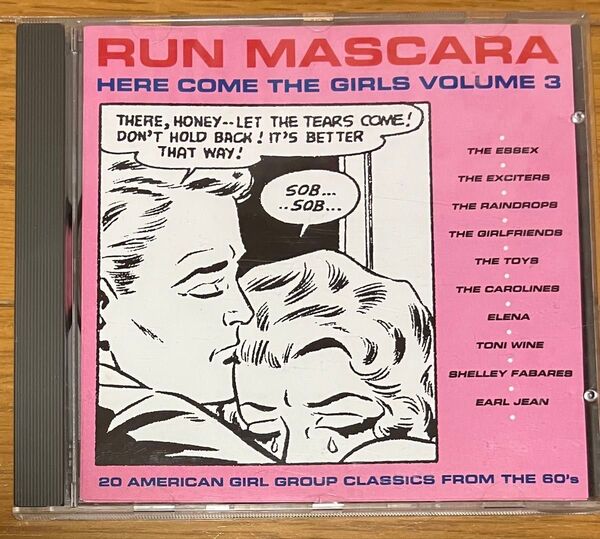 RUN MASCARA
HERE COME THE GIRLS VOLUME 3
THERE, HONEY--LET THE TEARS COME!
DON'T HOLD BACK! IT'S BETTER
THAT WAY!
SOB...
..SOB...
THE ESSEX
THE EXCITERS
THE RAINDROPS
THE GIRLFRIENDS
THE TOYS
THE CAROLINES
ELENA
TONI WINE
SHELLEY FABARES
EARL JEAN
20 AMERICAN GIRL GROUP CLASSICS FROM THE 60's